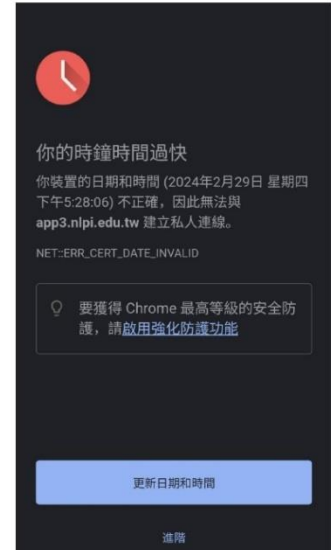 你的時鐘時間過快
你裝置的日期和時間 (2024年2月29日 星期四
下午5:28:06) 不正確，因此無法與
app3.nlpi.edu.tw 建立私人連線。
NET::ERR_CERT_DATE_INVALID
要獲得 Chrome 最高等級的安全防
護，請啟用強化防護功能
更新日期和時間
進階